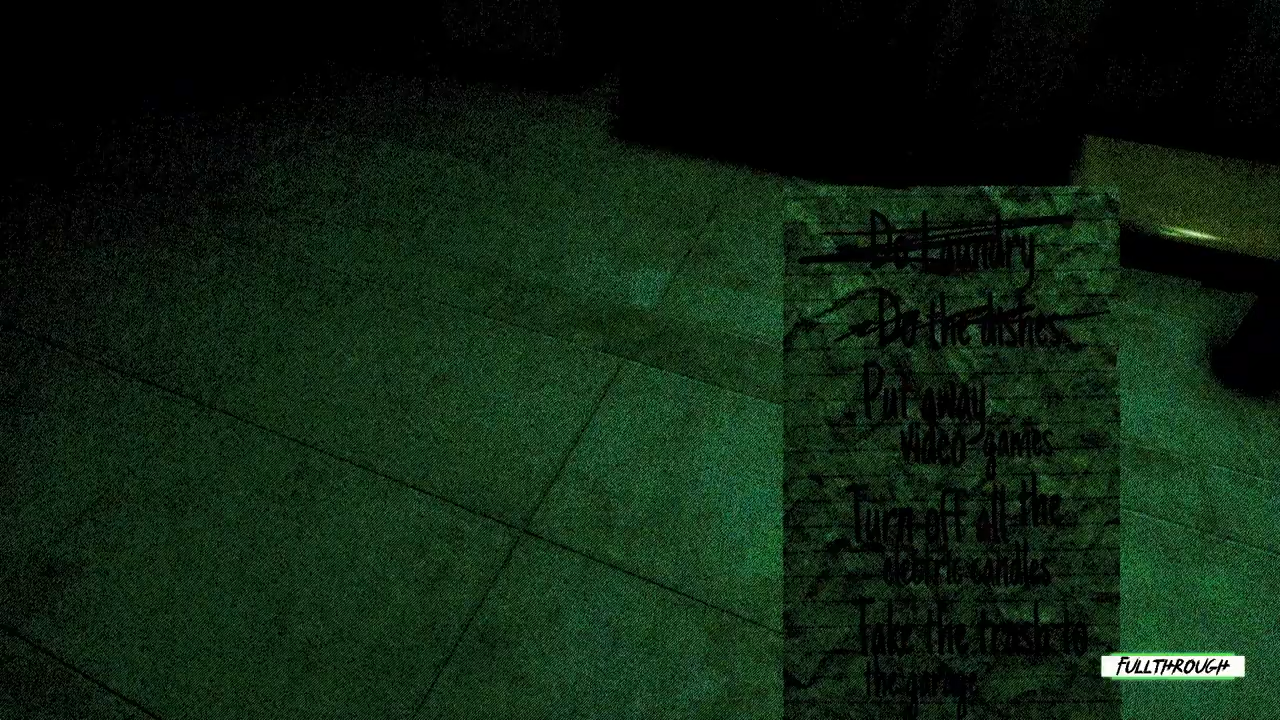 Do Laundry
Do the dishes
Put away
video games
Turn off all the
electric candles
Take the trash to
the garage
FULLTHROUGH